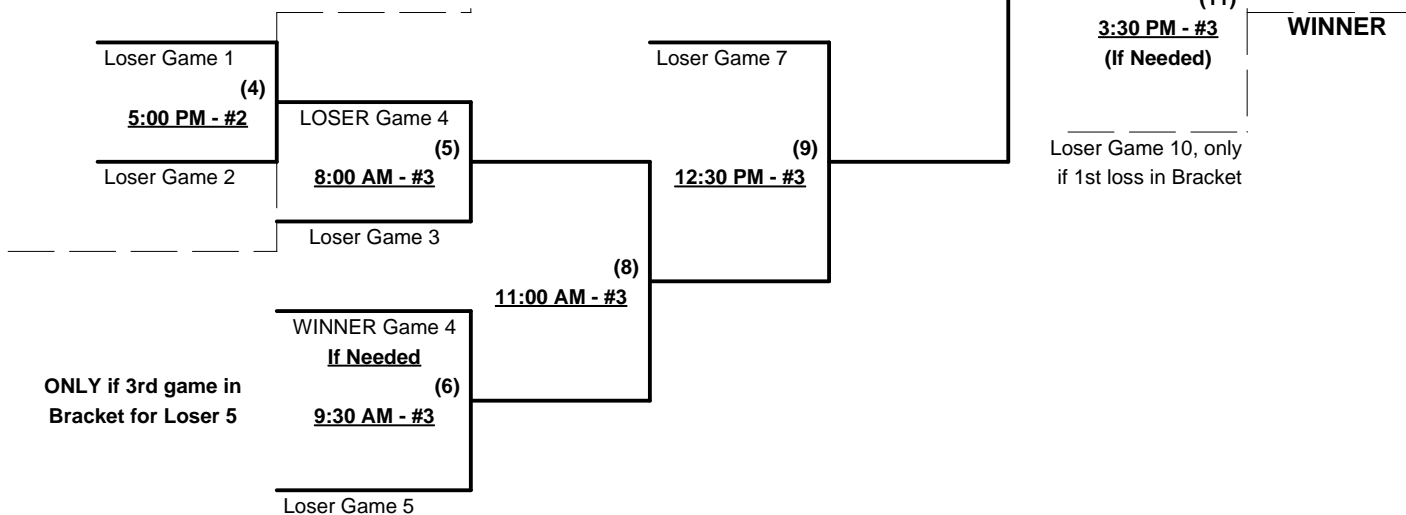 (11)
3:30 PM - #3
WINNER
(If Needed)
Loser Game 1
Loser Game 7
(4)
5:00 PM - #2
LOSER Game 4
(5)
(9)
Loser Game 10, only
if 1st loss in Bracket
Loser Game 2
8:00 AM - #3
12:30 PM - #3
Loser Game 3
(8)
11:00 AM - #3
WINNER Game 4
If Needed
ONLY if 3rd game in
Bracket for Loser 5
(6)
9:30 AM - #3
Loser Game 5